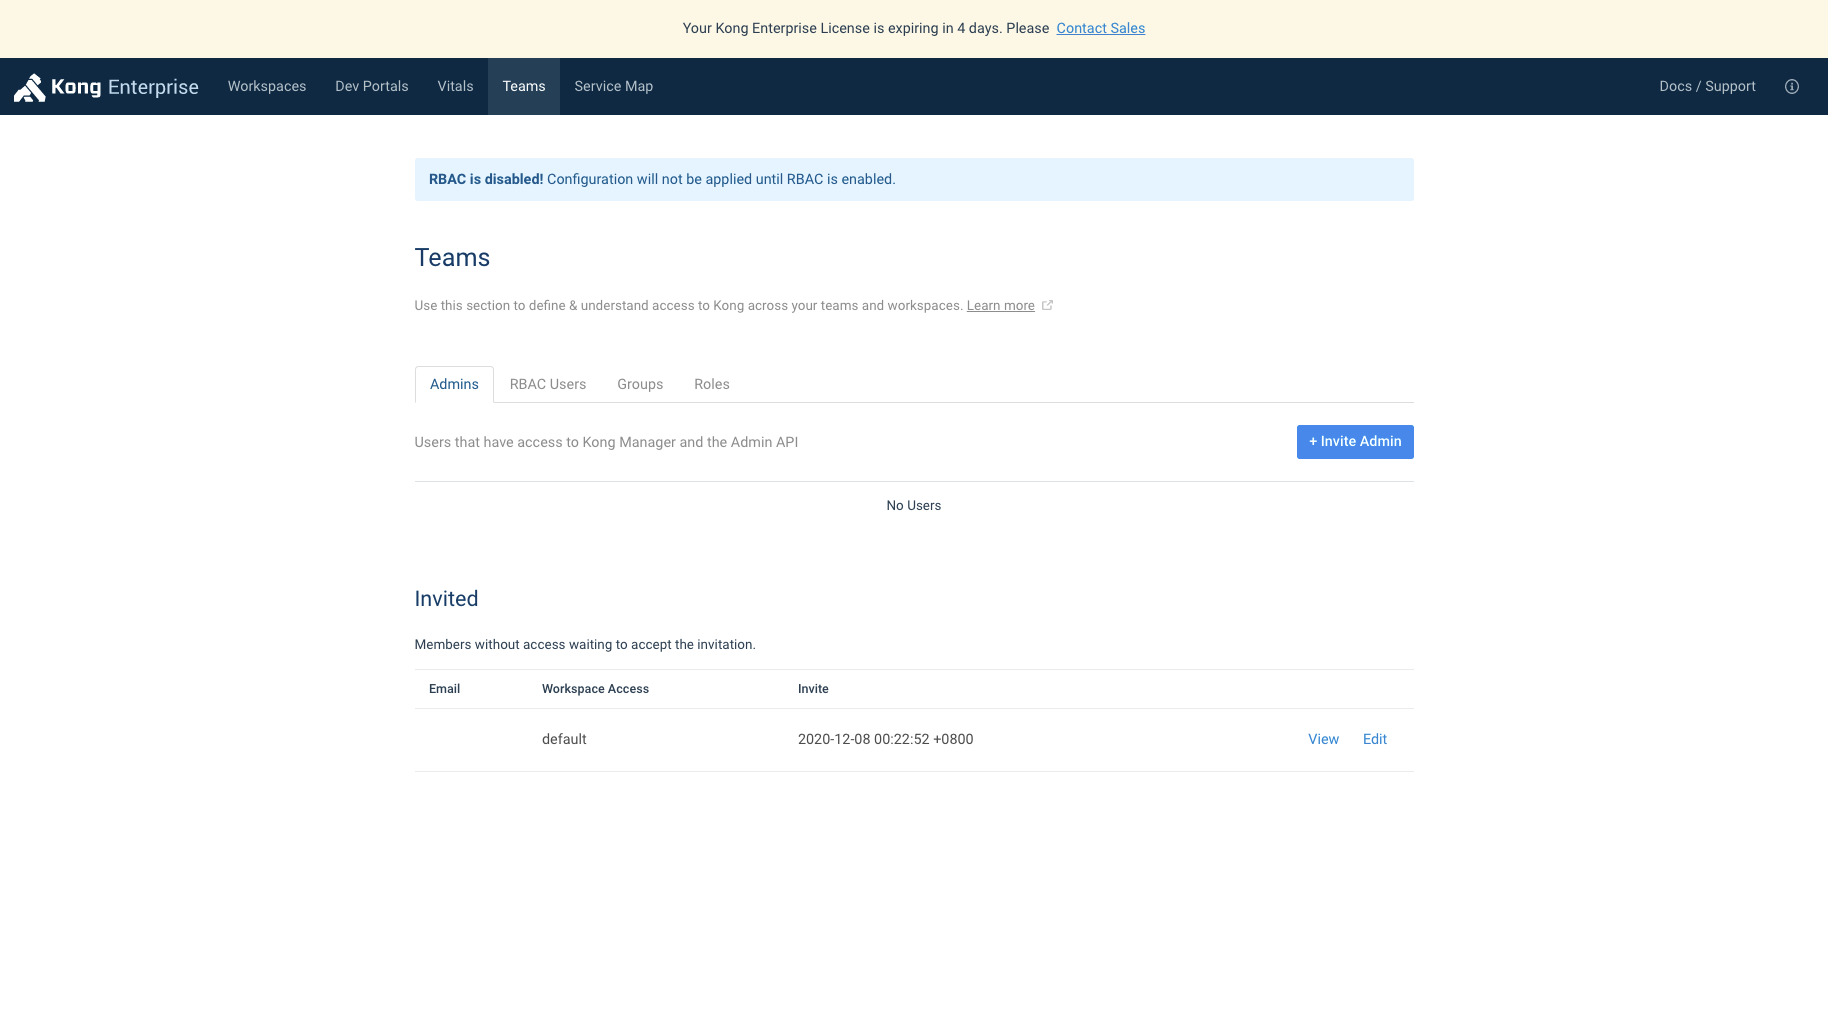 Your Kong Enterprise License is expiring in 4 days. Please Contact Sales
Kong Enterprise Workspaces Dev Portals Vitals Teams Service Map Docs / Support
RBAC is disabled! Configuration will not be applied until RBAC is enabled.
Teams
Use this section to define & understand access to Kong across your teams and workspaces. Learn more
Admins RBAC Users Groups Roles
Users that have access to Kong Manager and the Admin API + Invite Admin
No Users
Invited
Members without access waiting to accept the invitation.
Email Workspace Access Invite
default 2020-12-08 00:22:52 +0800 View Edit